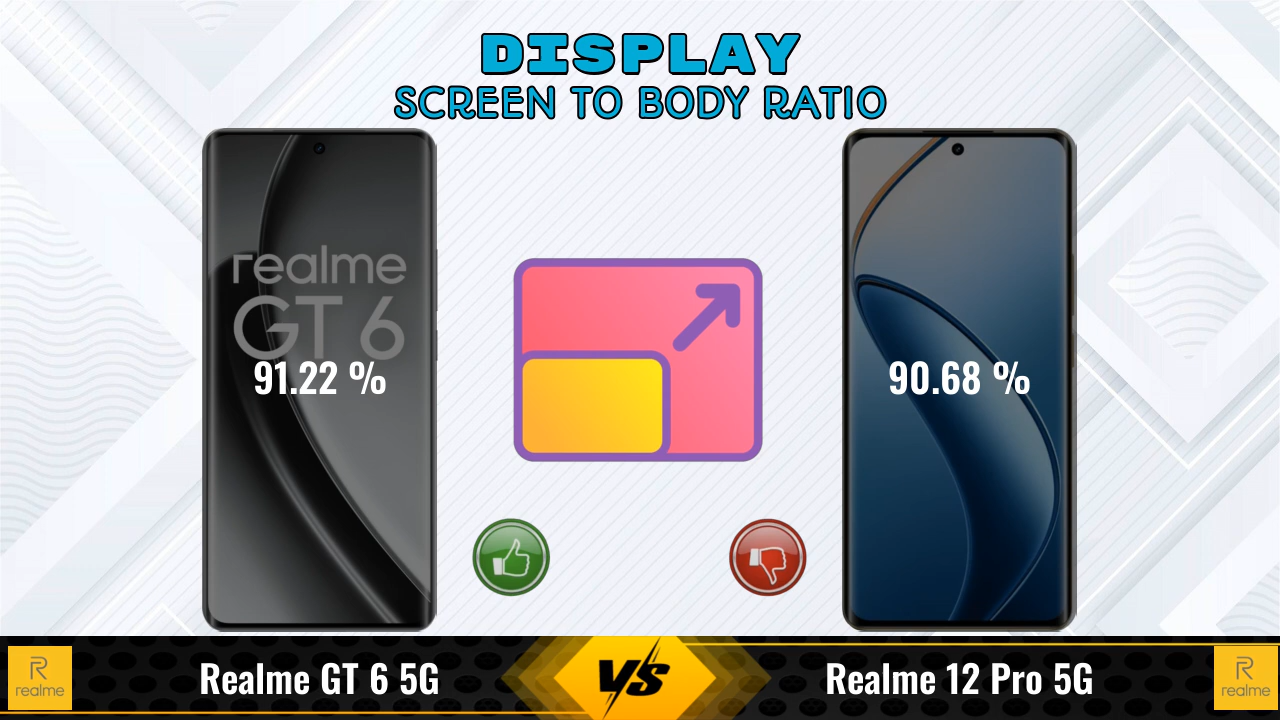 DISPLAY
SCREEN TO BODY RATIO
realme
GT 6
91.22 %
90.68 %
R
realme
Realme GT 6 5G
VS
Realme 12 Pro 5G
R
realme